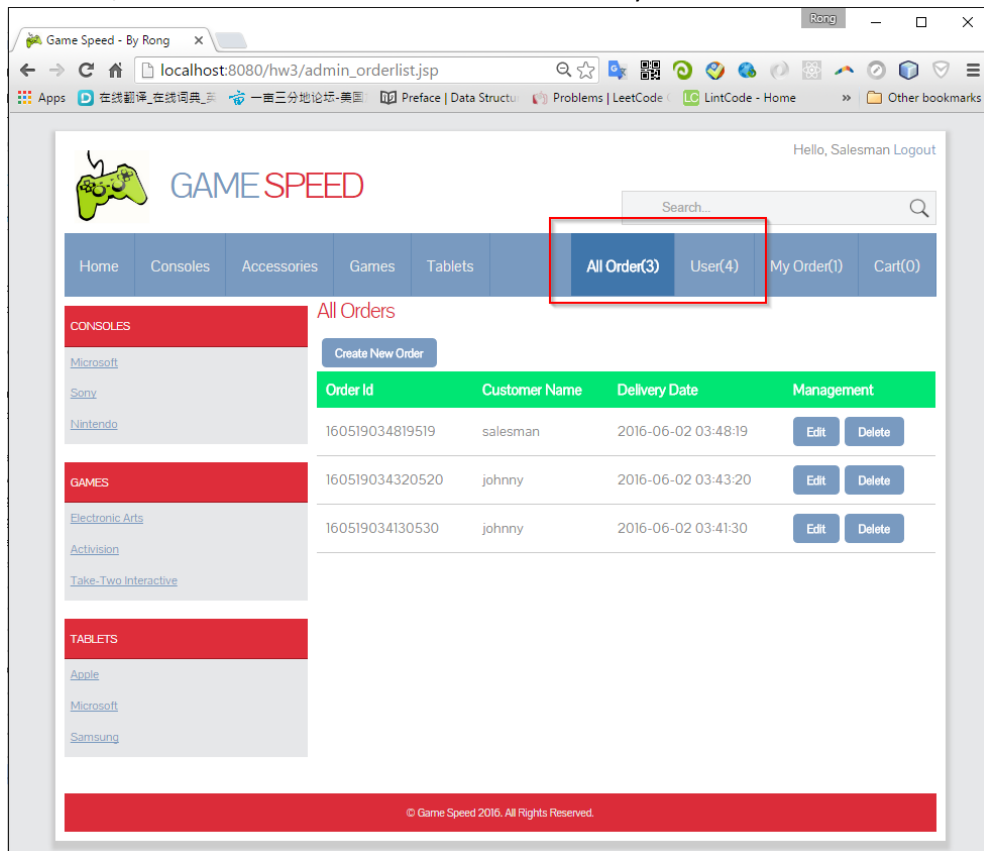 Rong
Game Speed - By Rong
localhost:8080/hw3/admin_orderlist.jsp
Apps 在线翻译_在线词典_英 一亩三分地论坛-美国 Preface | Data Structu Problems | LeetCode LintCode - Home » Other bookmarks
Hello, Salesman Logout
GAME SPEED
Search...
Home Consoles Accessories Games Tablets All Order(3) User(4) My Order(1) Cart(0)
CONSOLES
Microsoft
Sony
Nintendo
GAMES
Electronic Arts
Activision
Take-Two Interactive
TABLETS
Apple
Microsoft
Samsung
All Orders
Create New Order
Order Id Customer Name Delivery Date Management
160519034819519 salesman 2016-06-02 03:48:19 Edit Delete
160519034320520 johnny 2016-06-02 03:43:20 Edit Delete
160519034130530 johnny 2016-06-02 03:41:30 Edit Delete
© Game Speed 2016. All Rights Reserved.